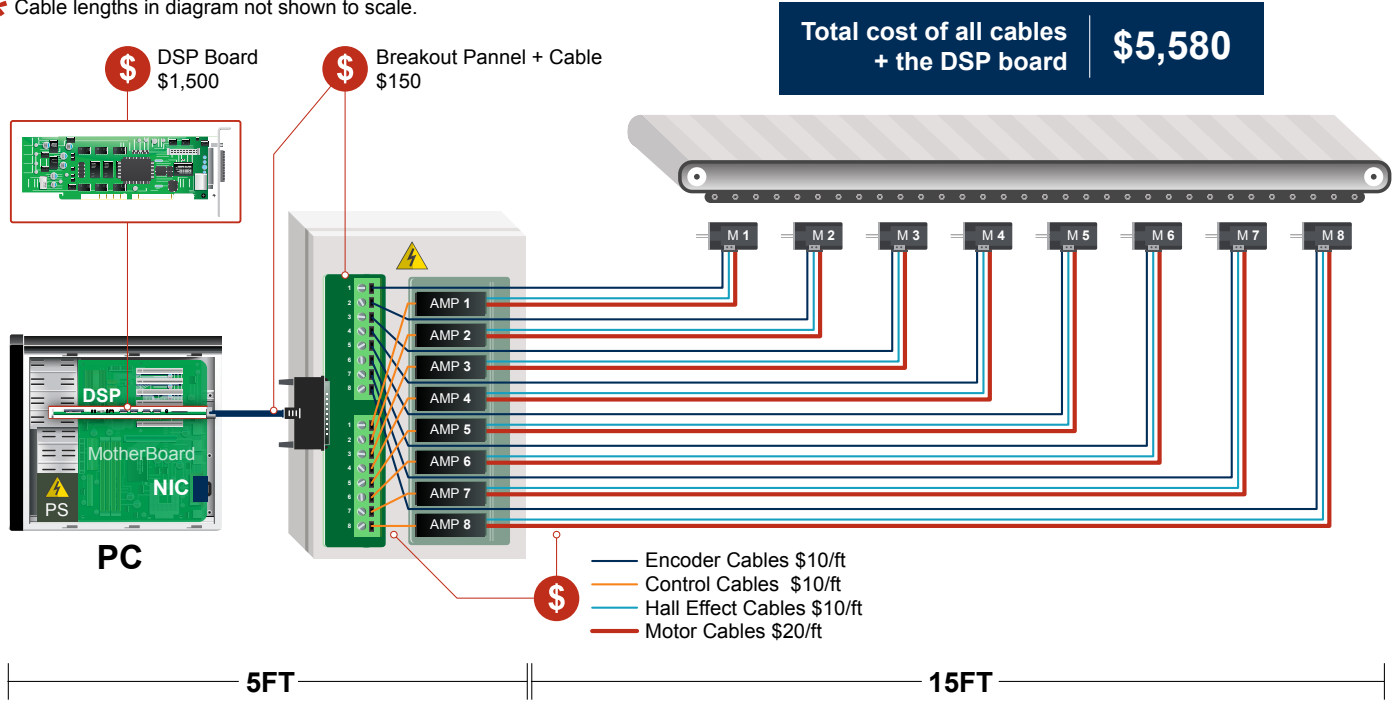 * Cable lengths in diagram not shown to scale.
Total cost of all cables
+ the DSP board
$5,580
$
DSP Board
$1,500
$
Breakout Pannel + Cable
$150
M 1
M 2
M 3
M 4
M 5
M 6
M 7
M 8
1
2
3
4
5
6
7
8
1
2
3
4
5
6
7
8
AMP 1
AMP 2
AMP 3
AMP 4
AMP 5
AMP 6
AMP 7
AMP 8
DSP
MotherBoard
NIC
PS
PC
$
Encoder Cables $10/ft
Control Cables $10/ft
Hall Effect Cables $10/ft
Motor Cables $20/ft
5FT
15FT